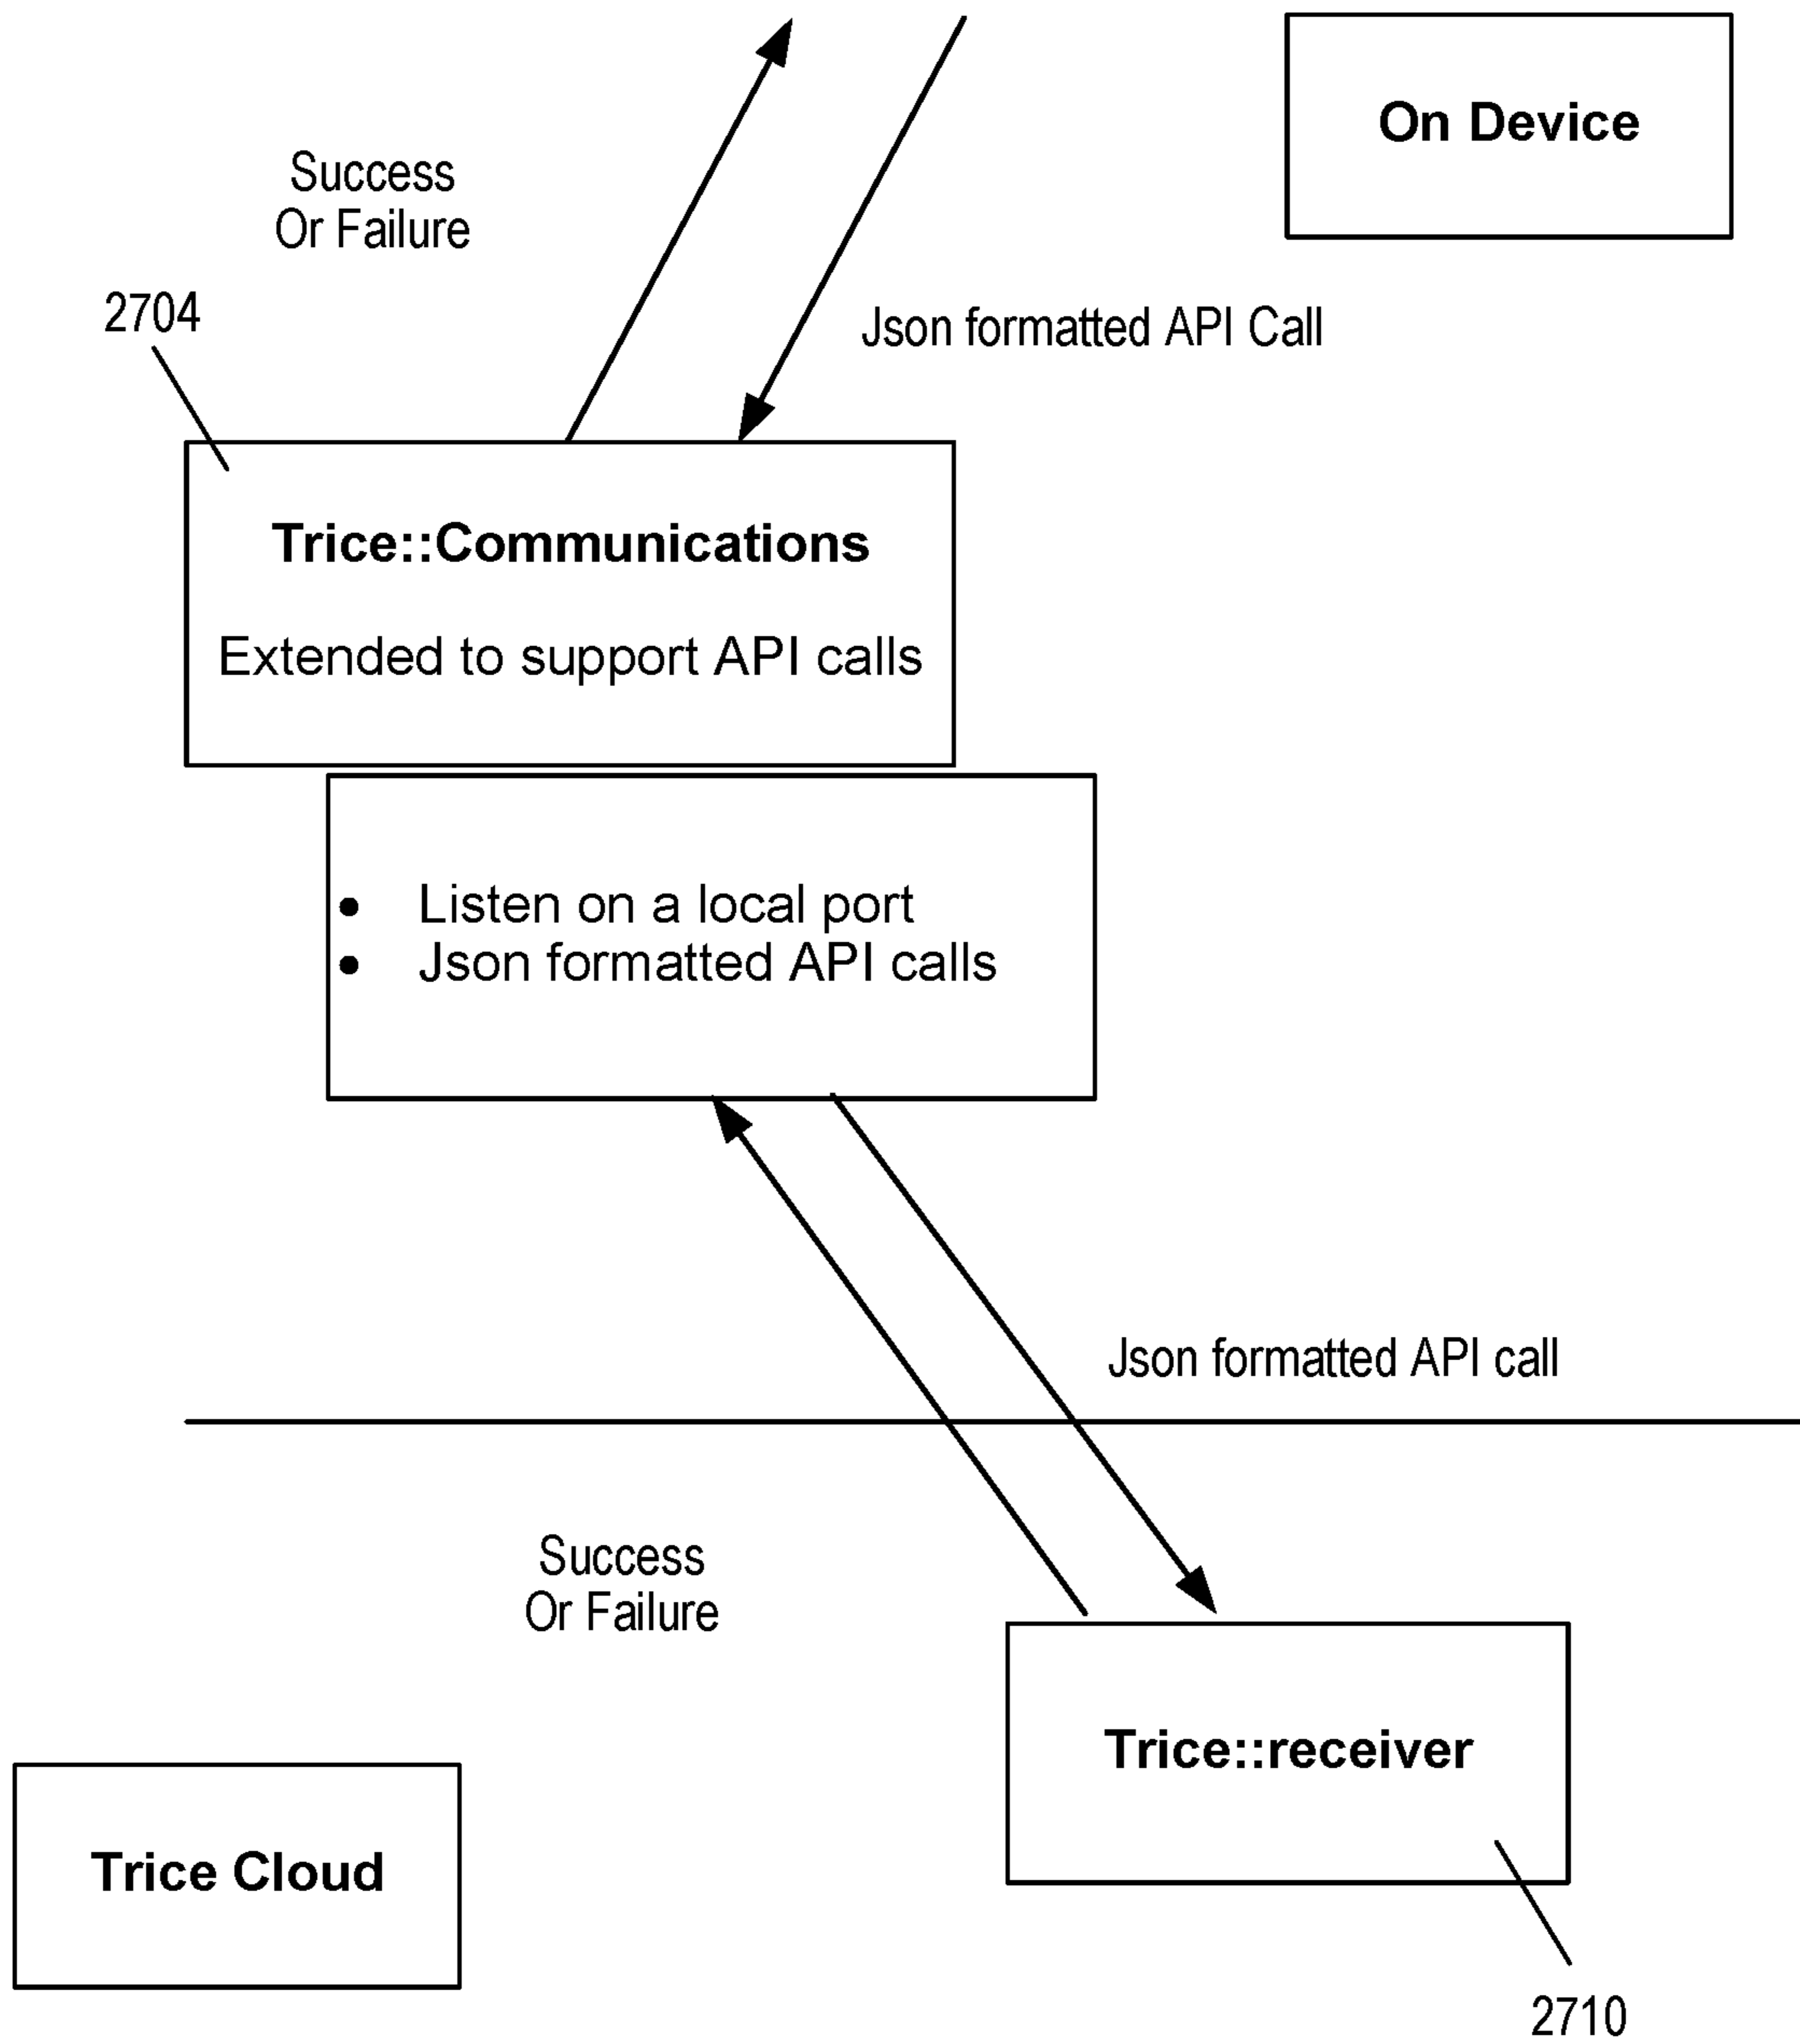 On Device
Success
Or Failure
2704
Json formatted API Call
Trice::Communications
Extended to support API calls
• Listen on a local port
• Json formatted API calls
Json formatted API call
Success
Or Failure
Trice::receiver
Trice Cloud
2710